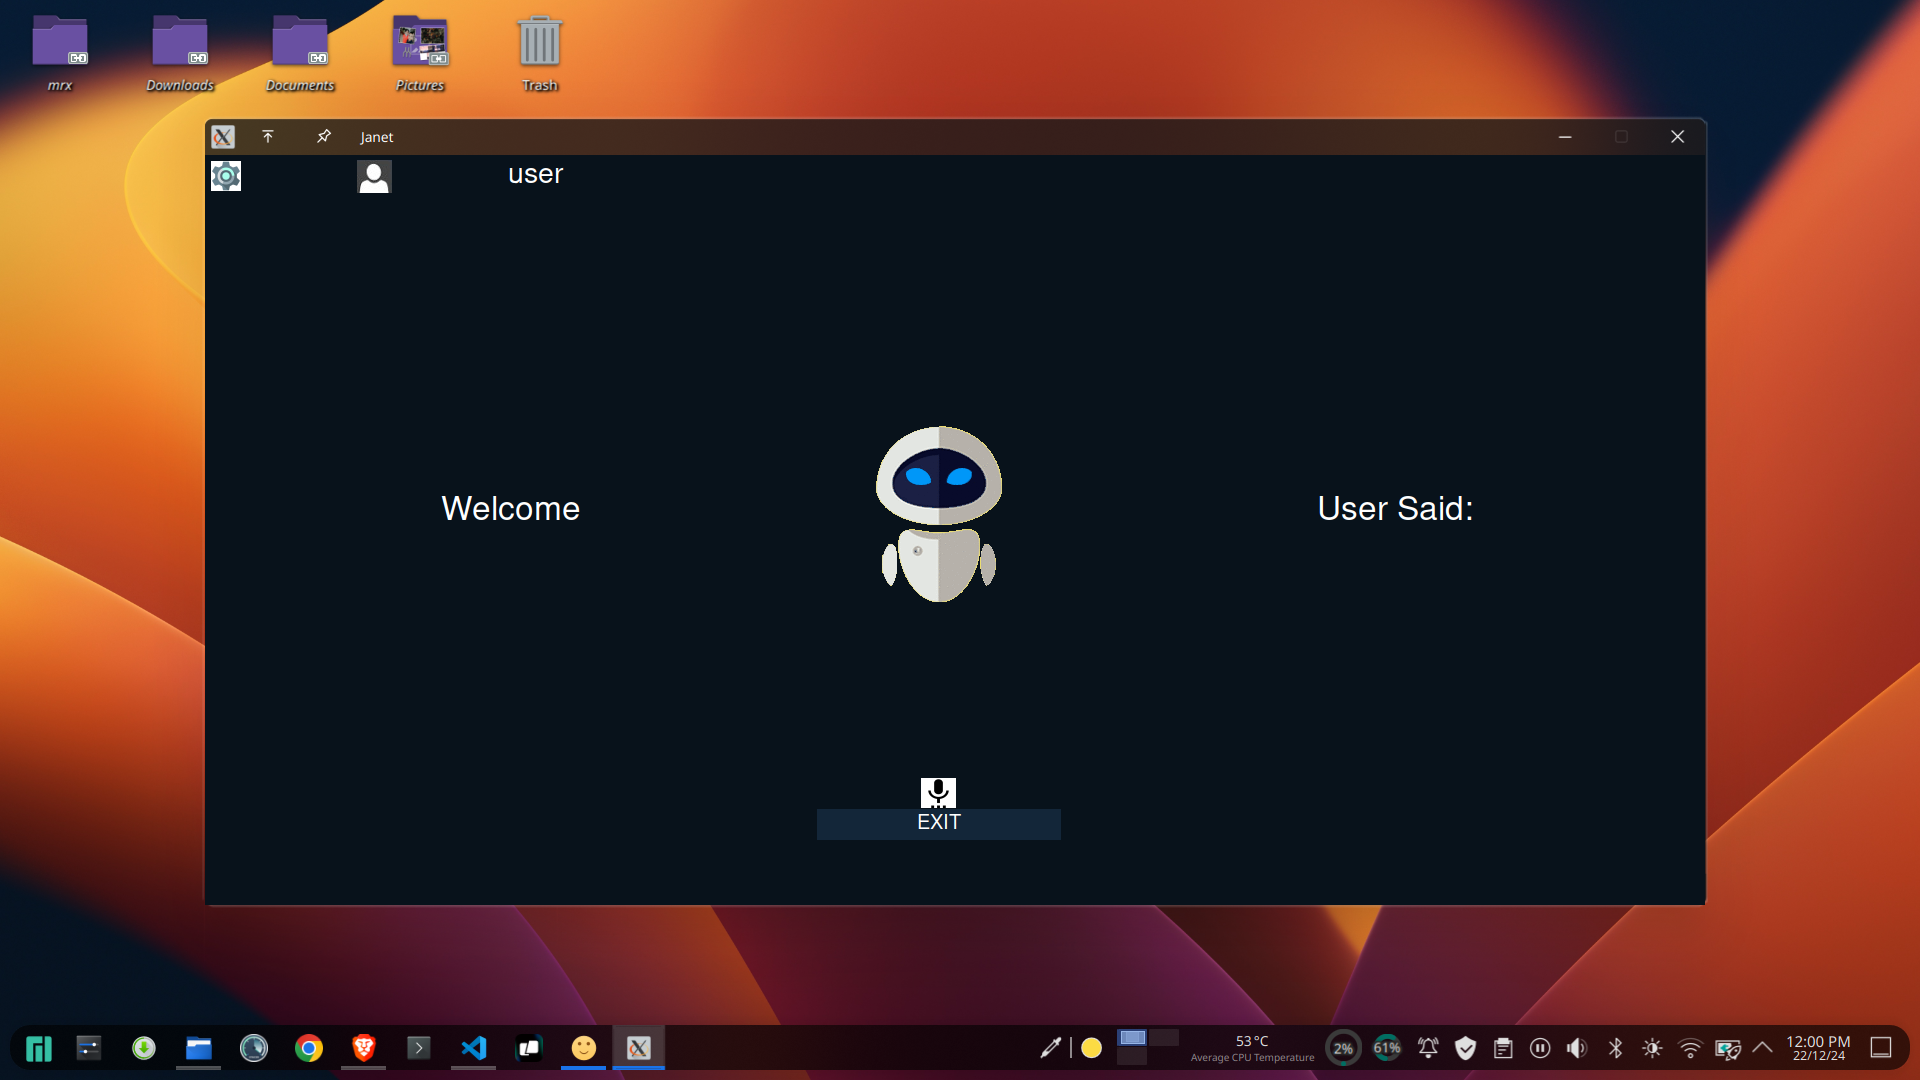 mrx
Downloads
Documents
Pictures
Trash
Janet
user
Welcome
User Said:
EXIT
53°C
Average CPU Temperature
2%
61%
12:00 PM
22/12/24